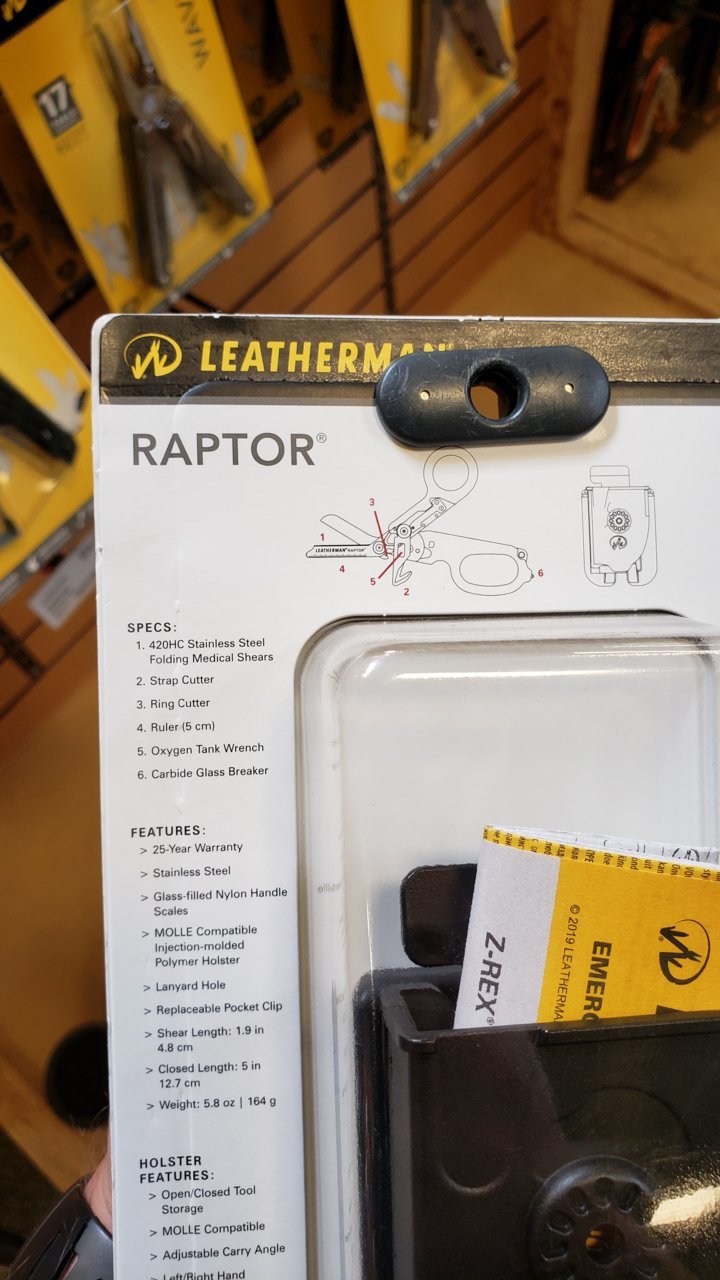 17
LEATHERMAN
RAPTOR®
3
1
LEATHERMAN® RAPTOR®
4
5
2
6
SPECS:
1. 420HC Stainless Steel
Folding Medical Shears
2. Strap Cutter
3. Ring Cutter
4. Ruler (5 cm)
5. Oxygen Tank Wrench
6. Carbide Glass Breaker
FEATURES:
> 25-Year Warranty
> Stainless Steel
> Glass-filled Nylon Handle
Scales
> MOLLE Compatible
Injection-molded
Polymer Holster
> Lanyard Hole
> Replaceable Pocket Clip
> Shear Length: 1.9 in
4.8 cm
> Closed Length: 5 in
12.7 cm
> Weight: 5.8 oz | 164 g
HOLSTER
FEATURES:
> Open/Closed Tool
Storage
> MOLLE Compatible
> Adjustable Carry Angle
> Left/Right Hand
Z-REX®
© 2019 LEATHERMA
EMERG